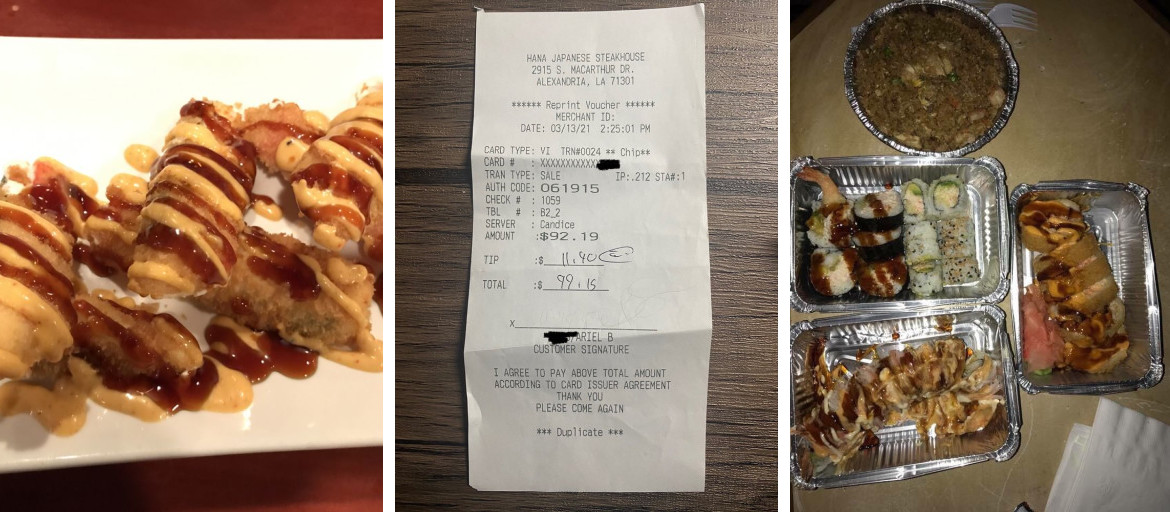 HANA JAPANESE STEAKHOUSE
2915 S. MACARTHUR DR.
ALEXANDRIA, LA 71301
****** Reprint Voucher ******
MERCHANT ID:
DATE: 03/13/21 2:25:01 PM
CARD TYPE: VI TRN#0024 ** Chip**
CARD # : XXXXXXXXXXXX
TRAN TYPE: SALE IP:.212 STA#:1
AUTH CODE: 061915
CHECK # : 1059
TBL # : B2_2
SERVER : Candice
AMOUNT :$92.19
TIP :$ 11.40
TOTAL :$ 99.15
X
/ARIEL B
CUSTOMER SIGNATURE
I AGREE TO PAY ABOVE TOTAL AMOUNT
ACCORDING TO CARD ISSUER AGREEMENT
THANK YOU
PLEASE COME AGAIN
*** Duplicate ***